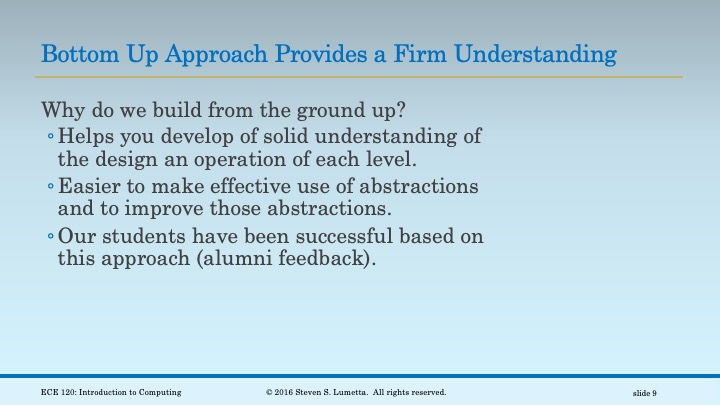 Bottom Up Approach Provides a Firm Understanding
Why do we build from the ground up?
◦Helps you develop of solid understanding of
the design an operation of each level.
◦Easier to make effective use of abstractions
and to improve those abstractions.
◦Our students have been successful based on
this approach (alumni feedback).
ECE 120: Introduction to Computing © 2016 Steven S. Lumetta. All rights reserved. slide 9